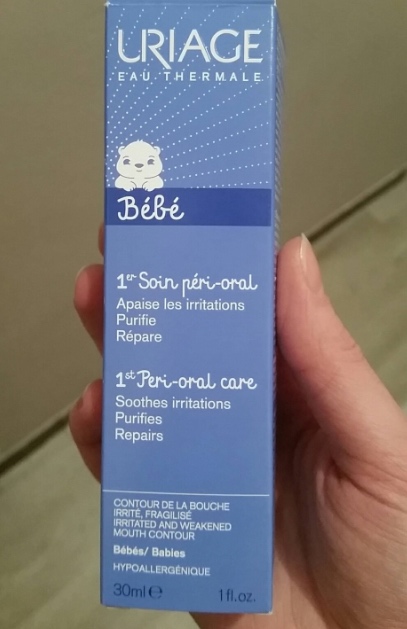 URIAGE
EAU THERMALE
Bébé
1er Soin péri-oral
Apaise les irritations
Purifie
Répare
1st Peri-oral care
Soothes irritations
Purifies
Repairs
CONTOUR DE LA BOUCHE
IRRITÉ, FRAGILISÉ
IRRITATED AND WEAKENED
MOUTH CONTOUR
Bébés/ Babies
HYPOALLERGÉNIQUE
30ml e 1fl.oz.